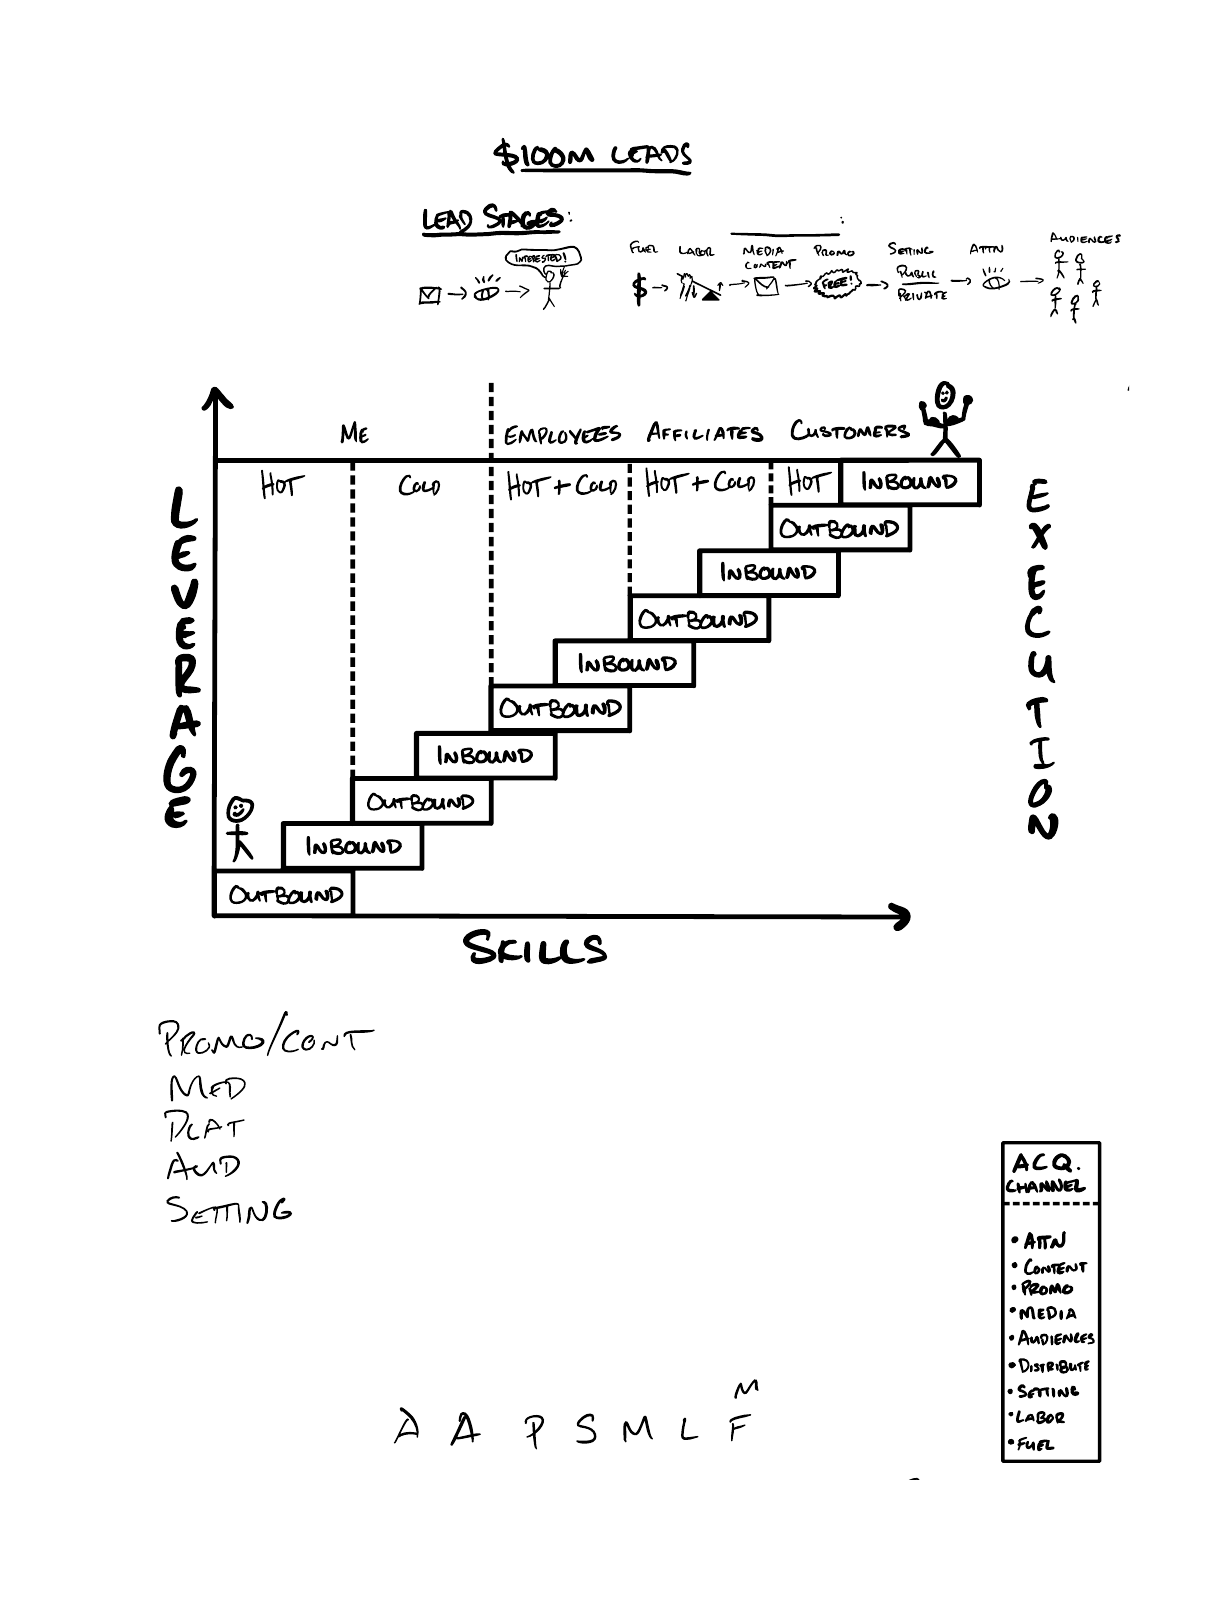 $100M LEADS
LEAD STAGES:
:
INTERESTED!
FUEL LABOR MEDIA CONTENT PROMO SETTING ATTN AUDIENCES
$ FREE! PUBLIC PRIVATE
ME EMPLOYEES AFFILIATES CUSTOMERS
HOT COLD HOT + COLD HOT + COLD HOT INBOUND
OUTBOUND
INBOUND
OUTBOUND
INBOUND
OUTBOUND
INBOUND
OUTBOUND
INBOUND
OUTBOUND
LEVERAGE
EXECUTION
SKILLS
PROMO/CONT
MED
PLAT
AUD
SETTING
ACQ.
CHANNEL
• ATTN
• CONTENT
• PROMO
• MEDIA
• AUDIENCES
• DISTRIBUTE
• SETTING
• LABOR
• FUEL
M
A A P S M L F